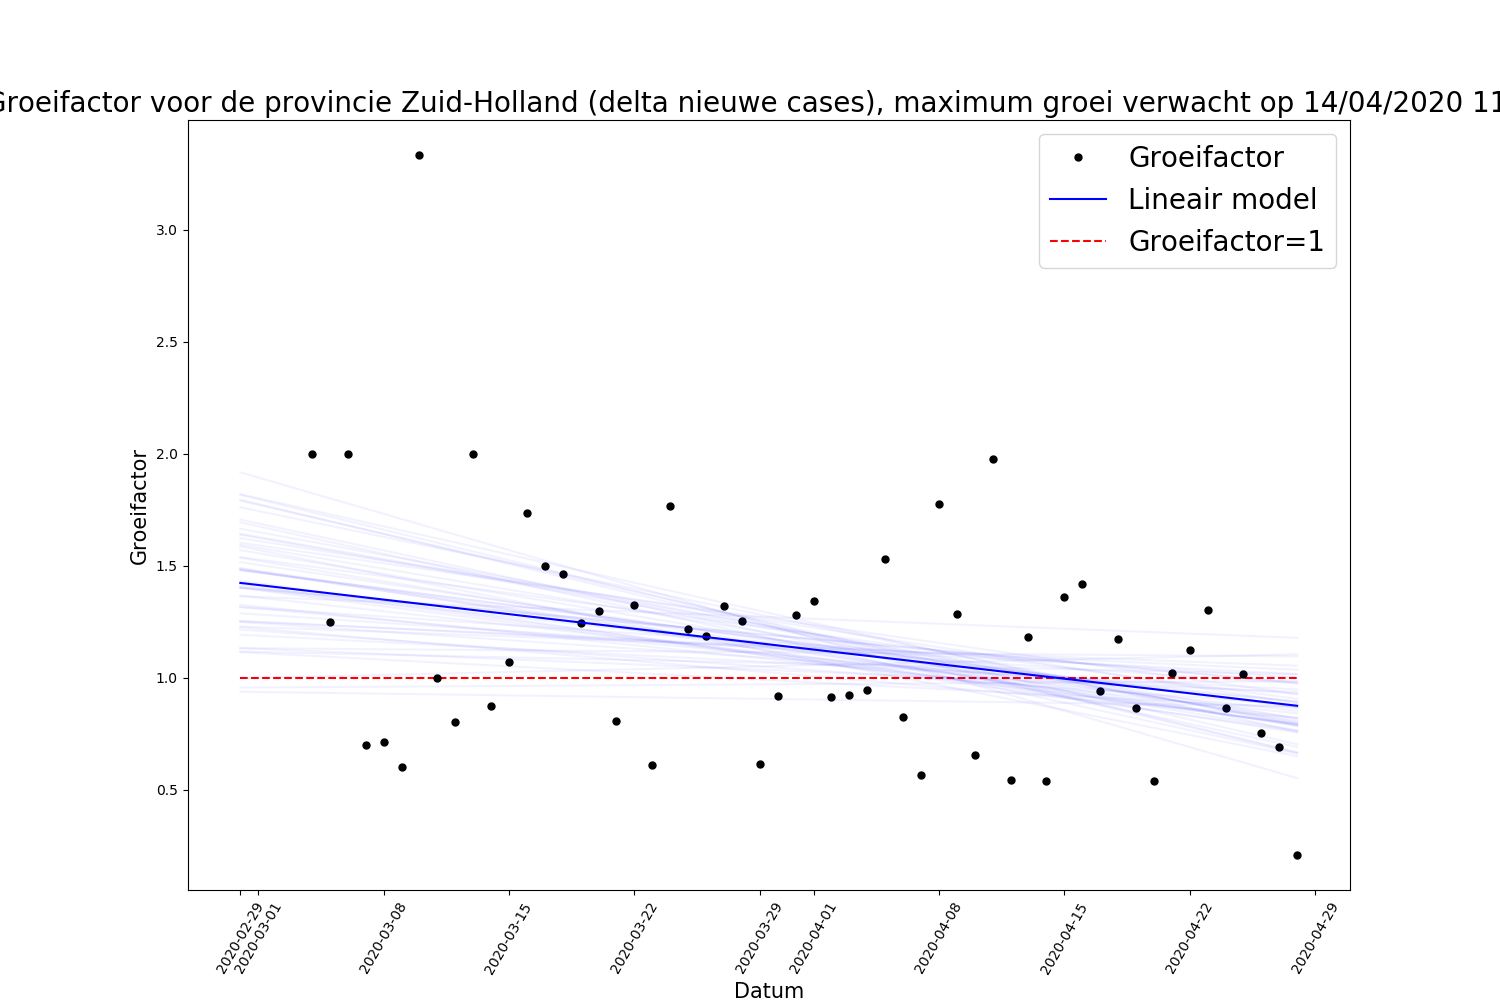 Groeifactor voor de provincie Zuid-Holland (delta nieuwe cases), maximum groei verwacht op 14/04/2020 11
Groeifactor
Lineair model
Groeifactor=1
3.0
2.5
2.0
1.5
1.0
0.5
Groeifactor
2020-02-29
2020-03-01
2020-03-08
2020-03-15
2020-03-22
2020-03-29
2020-04-01
2020-04-08
2020-04-15
2020-04-22
2020-04-29
Datum